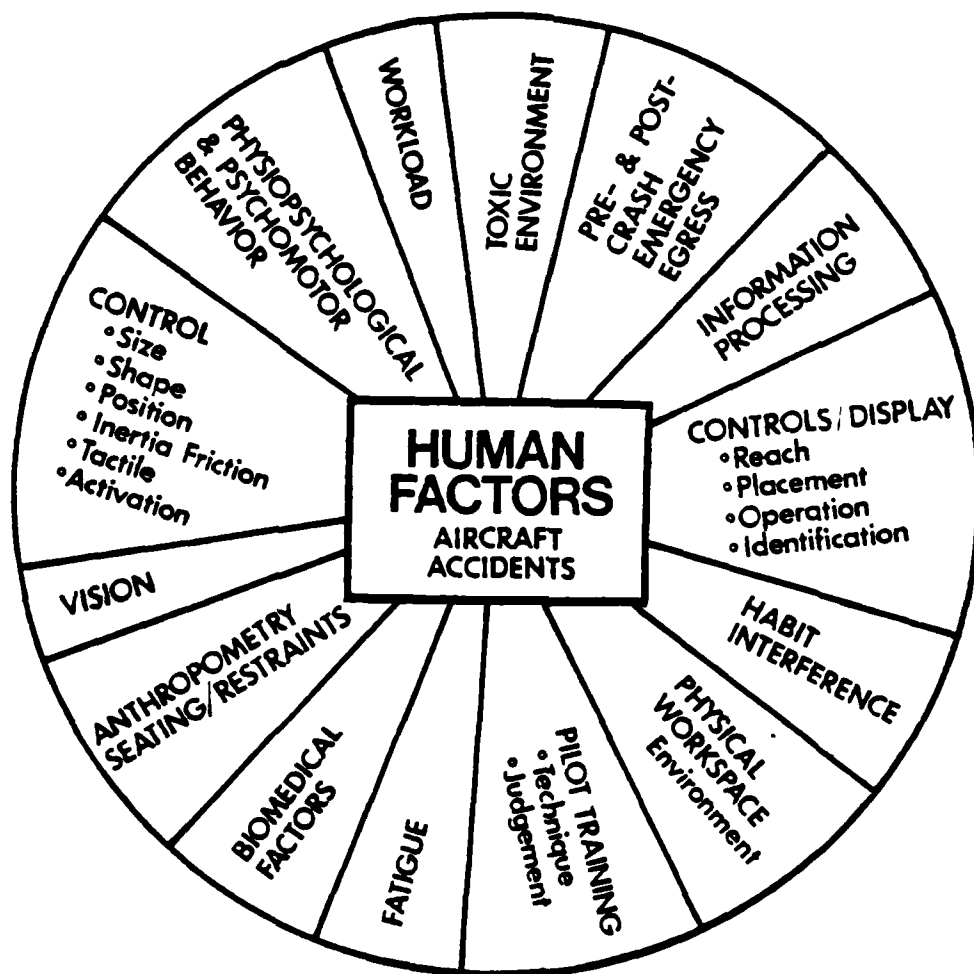 HUMAN
FACTORS
AIRCRAFT
ACCIDENTS
WORKLOAD
TOXIC
ENVIRONMENT
PRE- & POST-
CRASH
EMERGENCY
EGRESS
INFORMATION
PROCESSING
CONTROLS/DISPLAY
∘Reach
∘Placement
∘Operation
∘Identification
HABIT
INTERFERENCE
PHYSICAL
WORKSPACE
Environment
PILOT TRAINING
∘Technique
∘Judgement
FATIGUE
BIOMEDICAL
FACTORS
ANTHROPOMETRY
SEATING/RESTRAINTS
VISION
CONTROL
∘Size
∘Shape
∘Position
∘Inertia Friction
∘Tactile
∘Activation
PHYSIOPSYCHOLOGICAL
& PSYCHOMOTOR
BEHAVIOR